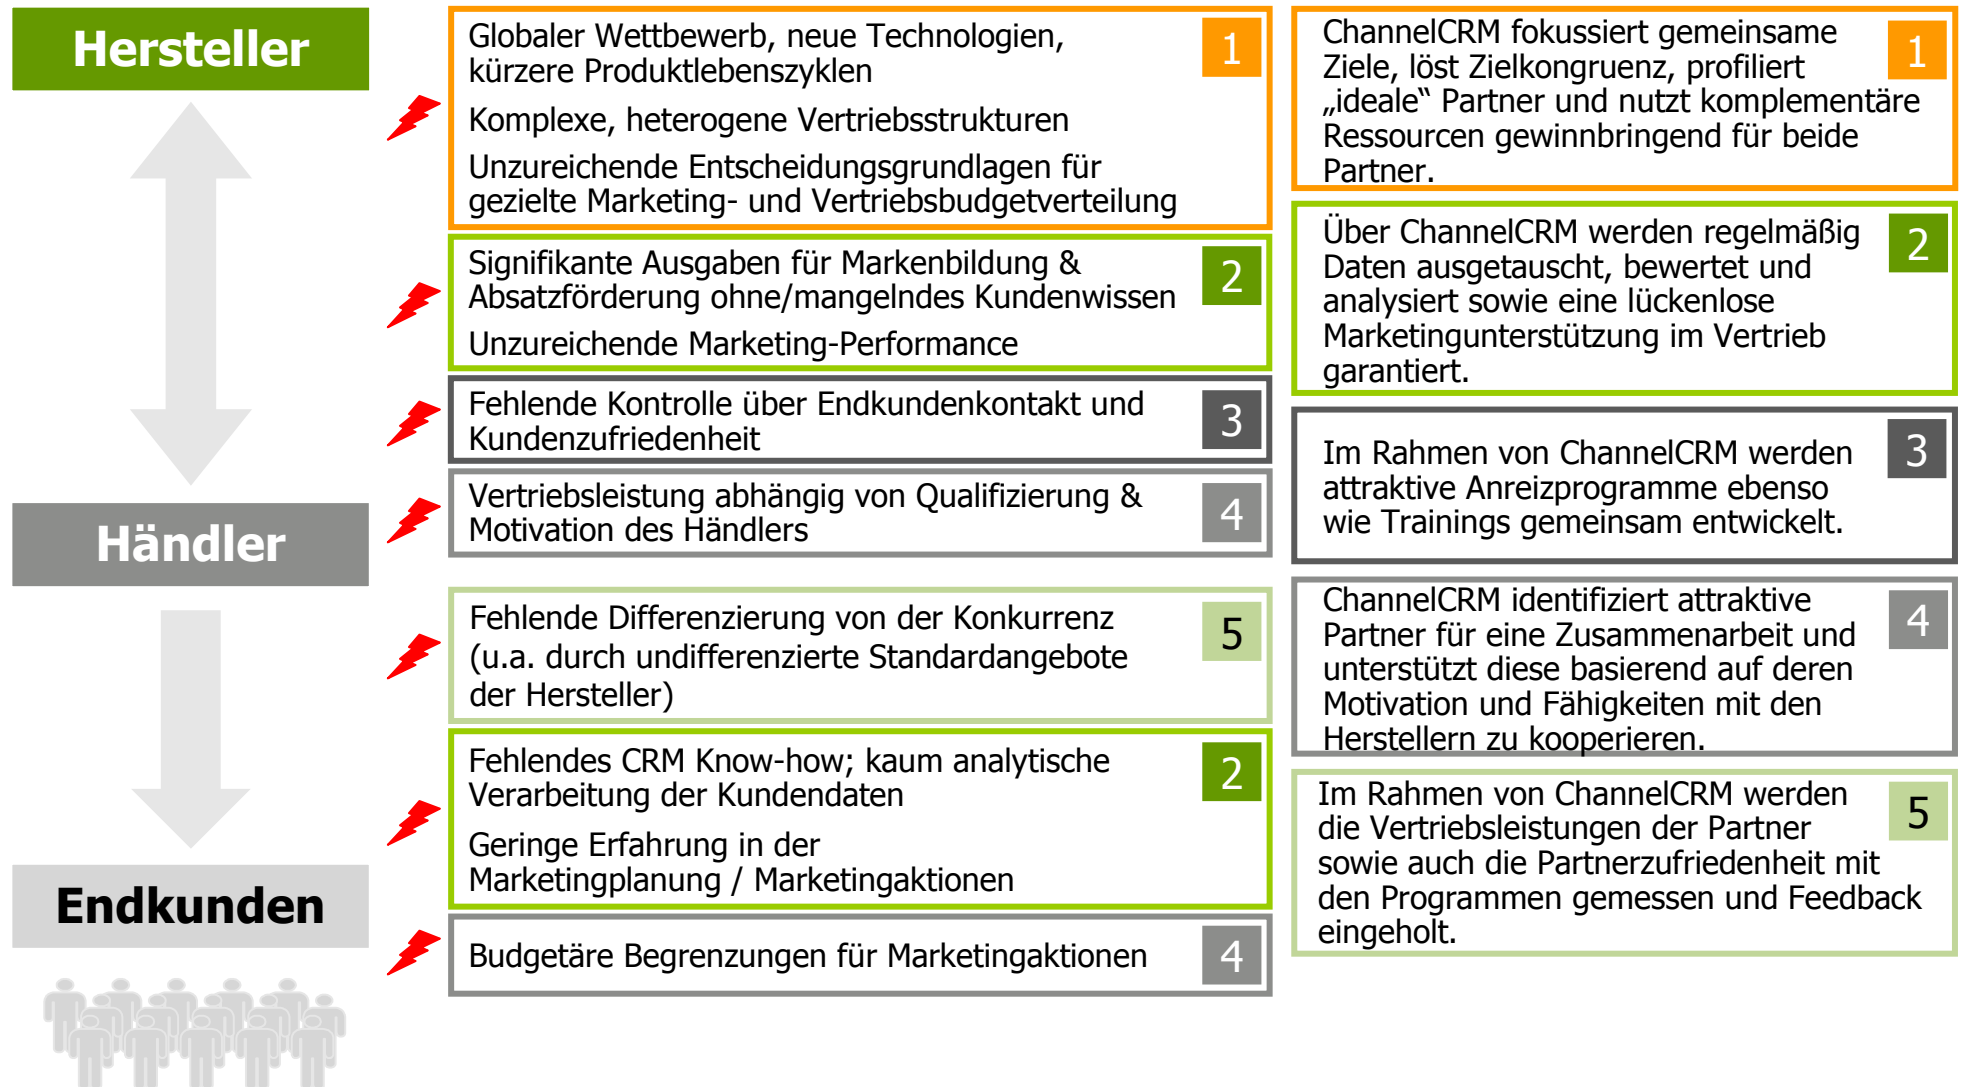 Hersteller
Händler
Endkunden
Globaler Wettbewerb, neue Technologien,
kürzere Produktlebenszyklen
Komplexe, heterogene Vertriebsstrukturen
Unzureichende Entscheidungsgrundlagen für
gezielte Marketing- und Vertriebsbudgetverteilung
1
Signifikante Ausgaben für Markenbildung &
Absatzförderung ohne/mangelndes Kundenwissen
Unzureichende Marketing-Performance
2
Fehlende Kontrolle über Endkundenkontakt und
Kundenzufriedenheit
3
Vertriebsleistung abhängig von Qualifizierung &
Motivation des Händlers
4
Fehlende Differenzierung von der Konkurrenz
(u.a. durch undifferenzierte Standardangebote
der Hersteller)
5
Fehlendes CRM Know-how; kaum analytische
Verarbeitung der Kundendaten
Geringe Erfahrung in der
Marketingplanung / Marketingaktionen
2
Budgetäre Begrenzungen für Marketingaktionen
4
ChannelCRM fokussiert gemeinsame
Ziele, löst Zielkongruenz, profiliert
„ideale“ Partner und nutzt komplementäre
Ressourcen gewinnbringend für beide
Partner.
1
Über ChannelCRM werden regelmäßig
Daten ausgetauscht, bewertet und
analysiert sowie eine lückenlose
Marketingunterstützung im Vertrieb
garantiert.
2
Im Rahmen von ChannelCRM werden
attraktive Anreizprogramme ebenso
wie Trainings gemeinsam entwickelt.
3
ChannelCRM identifiziert attraktive
Partner für eine Zusammenarbeit und
unterstützt diese basierend auf deren
Motivation und Fähigkeiten mit den
Herstellern zu kooperieren.
4
Im Rahmen von ChannelCRM werden
die Vertriebsleistungen der Partner
sowie auch die Partnerzufriedenheit mit
den Programmen gemessen und Feedback
eingeholt.
5